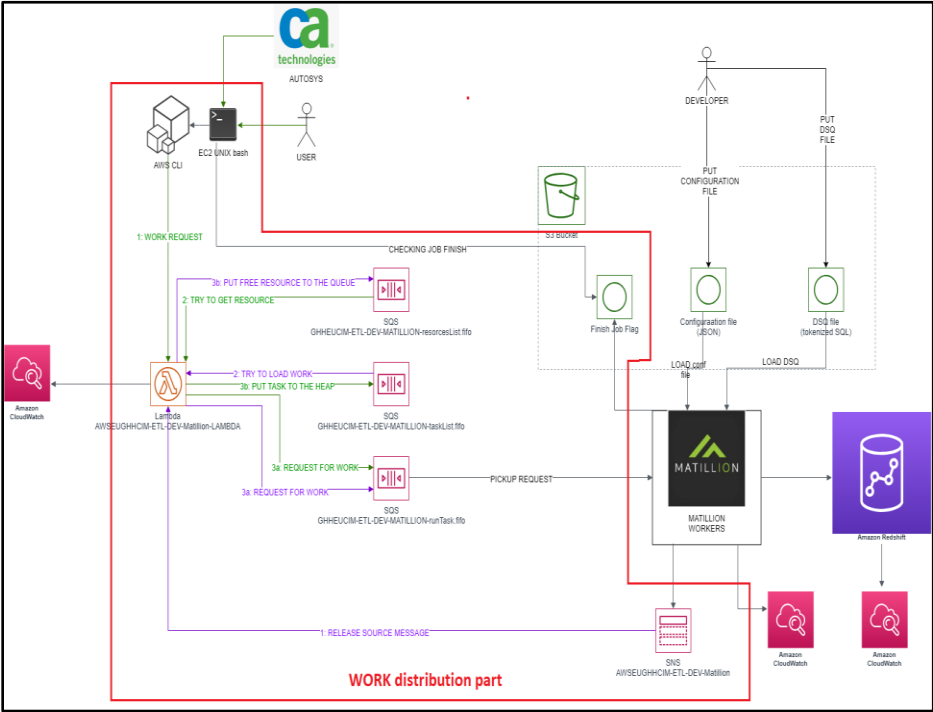 ca
technologies
AUTOSYS
DEVELOPER
>_
AWS CLI
EC2 UNIX bash
USER
PUT
DSQ
FILE
PUT
CONFIGURATION
FILE
S3 Bucket
1: WORK REQUEST
CHECKING JOB FINISH
3b: PUT FREE RESOURCE TO THE QUEUE
2: TRY TO GET RESOURCE
SQS
GHHEUCIM-ETL-DEV-MATILLION-resorcesList.fifo
Finish Job Flag
Configuraation file
(JSON)
DSQ file
(tokenized SQL)
LOAD conf
file
LOAD DSQ
2: TRY TO LOAD WORK
3b: PUT TASK TO THE HEAP
SQS
GHHEUCIM-ETL-DEV-MATILLION-taskList.fifo
Amazon
CloudWatch
Lambda
AWSEUGHHCIM-ETL-DEV-Matillion-LAMBDA
3a: REQUEST FOR WORK
3a: REQUEST FOR WORK
SQS
GHHEUCIM-ETL-DEV-MATILLION-runTask.fifo
PICKUP REQUEST
MATILLION
MATILLION
WORKERS
Amazon Redshift
1: RELEASE SOURCE MESSAGE
SNS
AWSEUGHHCIM-ETL-DEV-Matillion
Amazon
CloudWatch
Amazon
CloudWatch
WORK distribution part